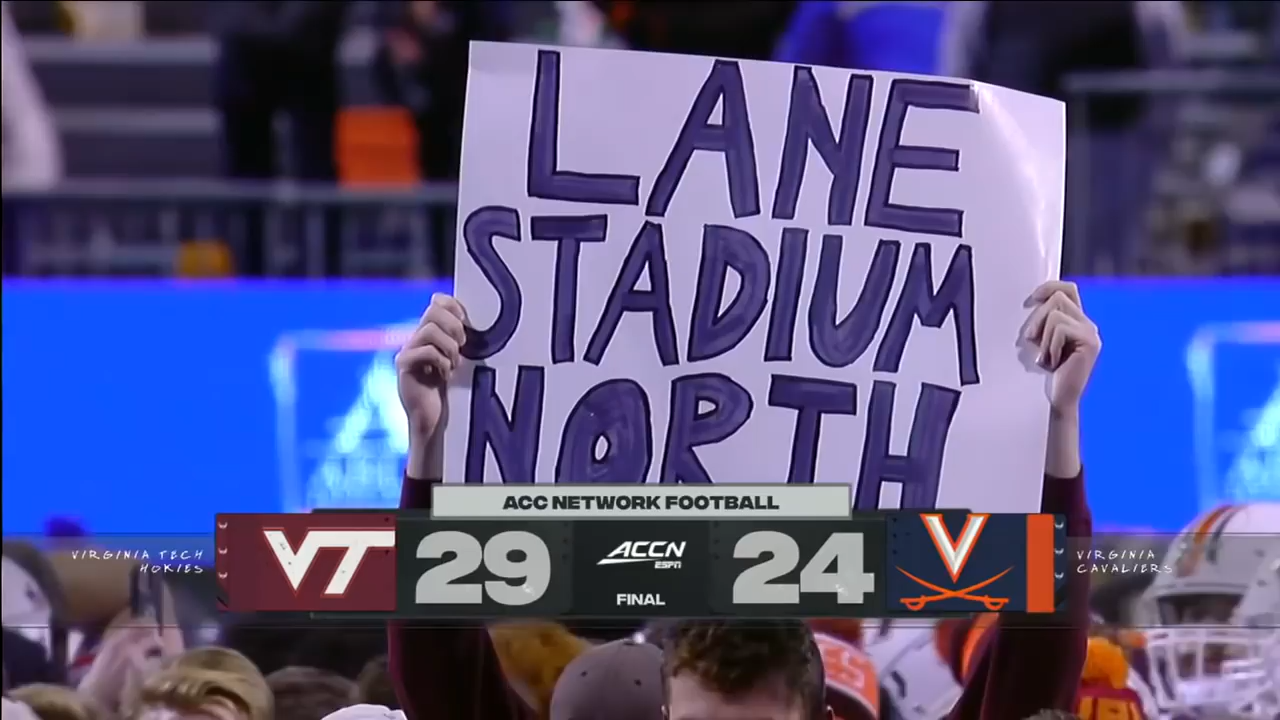 LANE
STADIUM
NORTH
ACC NETWORK FOOTBALL
VIRGINIA TECH
HOKIES
VT
29
ACCN
ESPN
FINAL
24
V
VIRGINIA
CAVALIERS